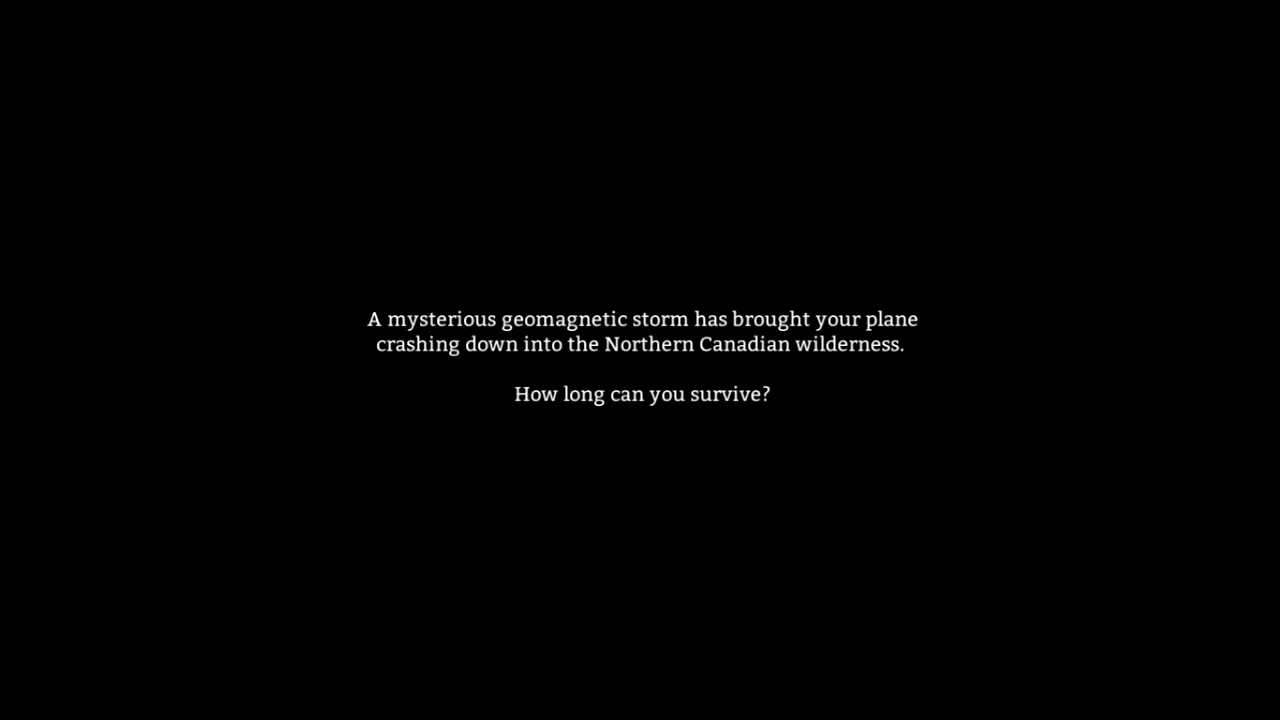 A mysterious geomagnetic storm has brought your plane
crashing down into the Northern Canadian wilderness.
How long can you survive?